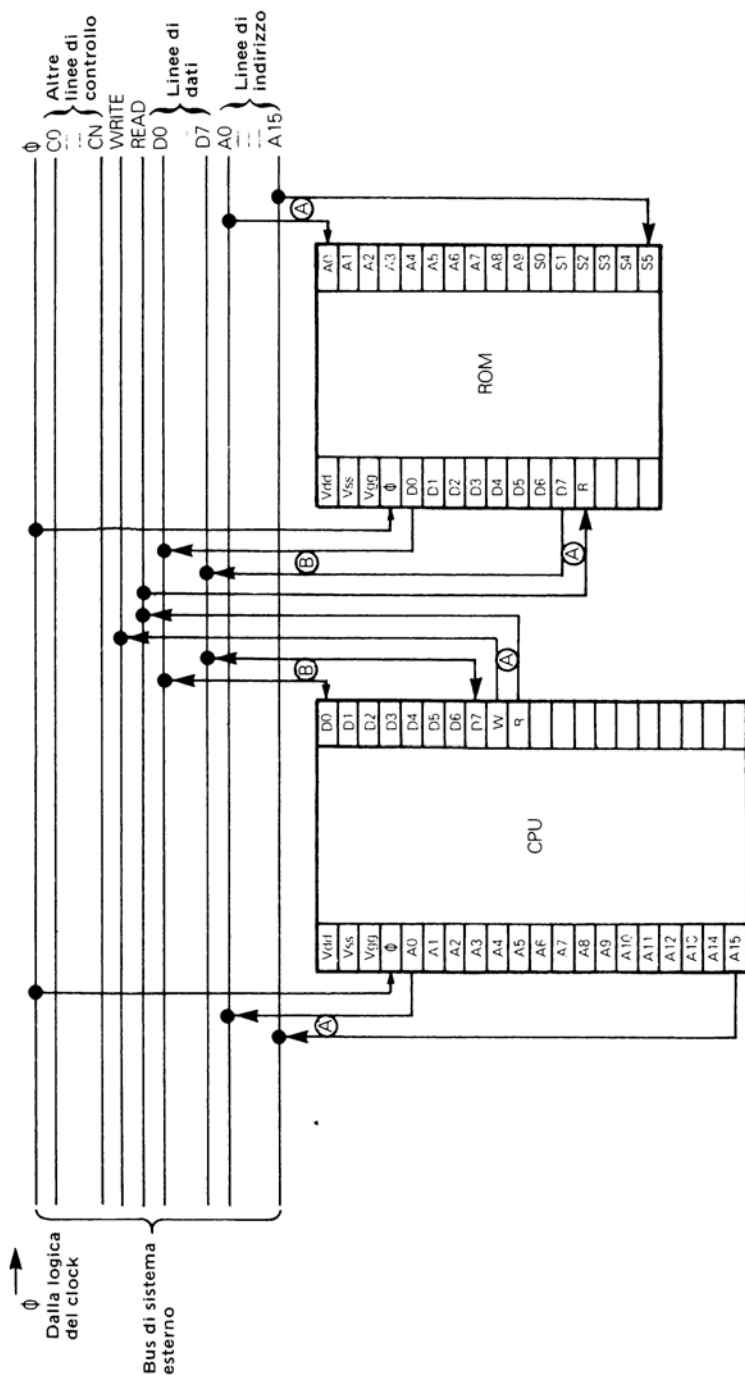 Φ
Dalla logica
del clock
Bus di sistema
esterno
Φ
C0
CN
Altre
linee di
controllo
WRITE
READ
D0
D7
Linee di
dati
A0
A15
Linee di
indirizzo
A
A
B
A
B
A
Vdd
Vss
Vgg
Φ
A0
A1
A2
A3
A4
A5
A6
A7
A8
A9
A10
A11
A12
A13
A14
A15
CPU
D0
D1
D2
D3
D4
D5
D6
D7
W
R
Vdd
Vss
Vgg
Φ
D0
D1
D2
D3
D4
D5
D6
D7
R
ROM
A0
A1
A2
A3
A4
A5
A6
A7
A8
A9
S0
S1
S2
S3
S4
S5